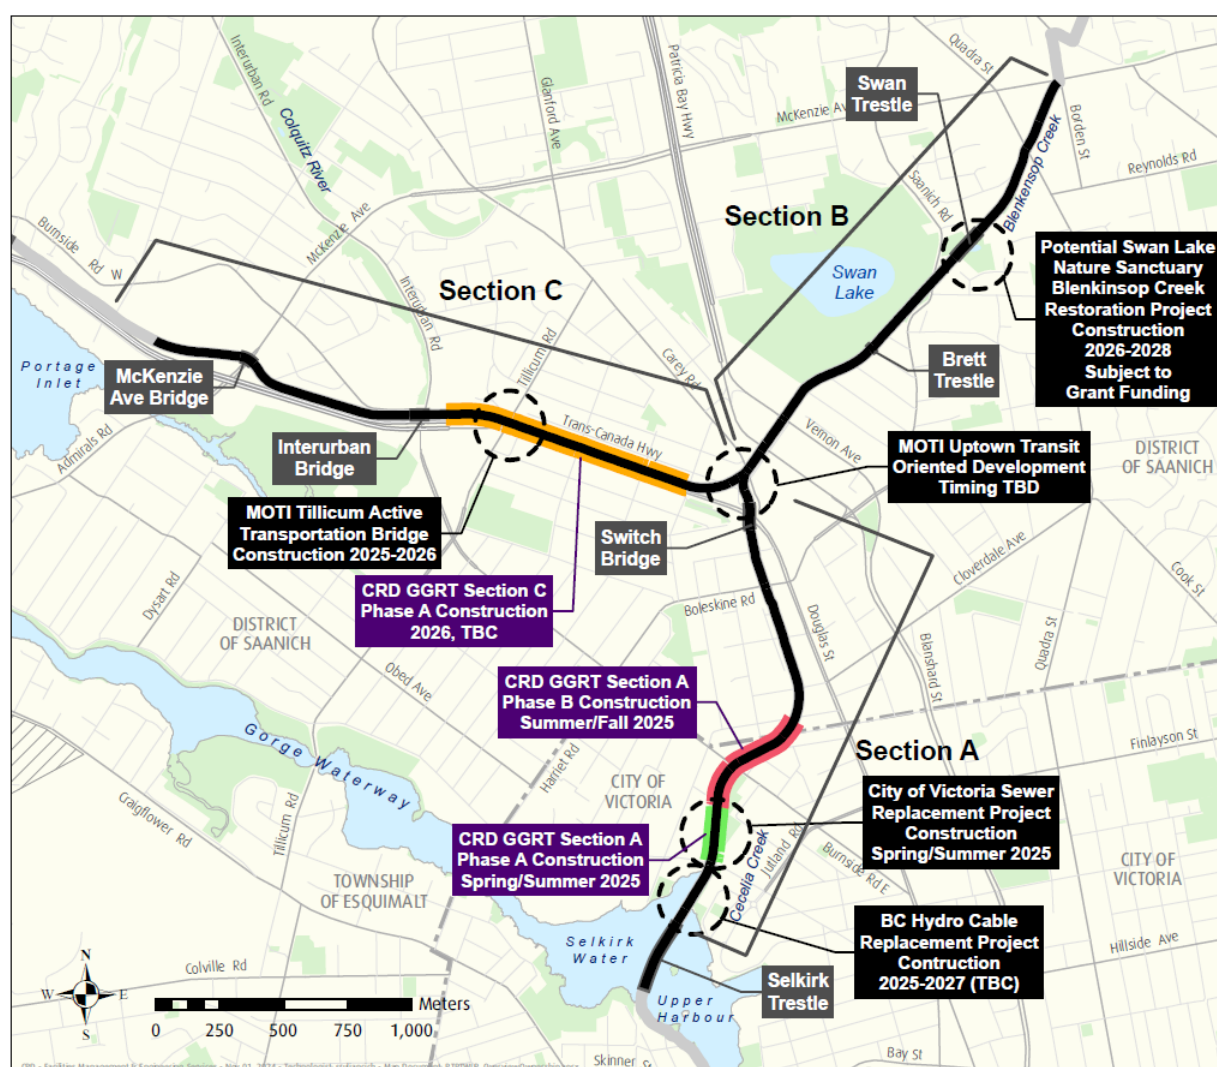 Interurban Rd
Colquitz River
Glanford Ave
Patricia Bay Hwy
Quadra St
Swan
Trestle
McKenzie Ave
Borden St
Blenkensop Creek
Reynolds Rd
Saanich Rd
Section B
Burnside
Rd
W
McKenzie Ave
Section C
Interurban Rd
Tillicum Rd
Carey Rd
Swan
Lake
Potential Swan Lake
Nature Sanctuary
Blenkinsop Creek
Restoration Project
Construction
2026-2028
Subject to
Grant Funding
Portage
Inlet
McKenzie
Ave Bridge
Brett
Trestle
Admirals Rd
Interurban
Bridge
Trans-Canada Hwy
Vernon Ave
MOTI Uptown Transit
Oriented Development
Timing TBD
DISTRICT
OF SAANICH
MOTI Tillicum Active
Transportation Bridge
Construction 2025-2026
Switch
Bridge
Cloverdale Ave
Cook St
Dysart Rd
CRD GGRT Section C
Phase A Construction
2026, TBC
Boleskine Rd
Douglas St
Blanshard St
Quadra St
DISTRICT
OF SAANICH
Obed Ave
CRD GGRT Section A
Phase B Construction
Summer/Fall 2025
Section A
Finlayson St
Gorge Waterway
Harriet Rd
CITY OF
VICTORIA
City of Victoria Sewer
Replacement Project
Construction
Spring/Summer 2025
Craigflower Rd
Tillicum Rd
CRD GGRT Section A
Phase A Construction
Spring/Summer 2025
Cecelia Creek
Jutland Rd
Burnside Rd E
CITY OF
VICTORIA
TOWNSHIP
OF ESQUIMALT
BC Hydro Cable
Replacement Project
Contruction
2025-2027 (TBC)
Hillside Ave
Selkirk
Water
Colville Rd
Selkirk
Trestle
N
W
E
S
Meters
0 250 500 750 1,000
Upper
Harbour
Skinner St
Bay St